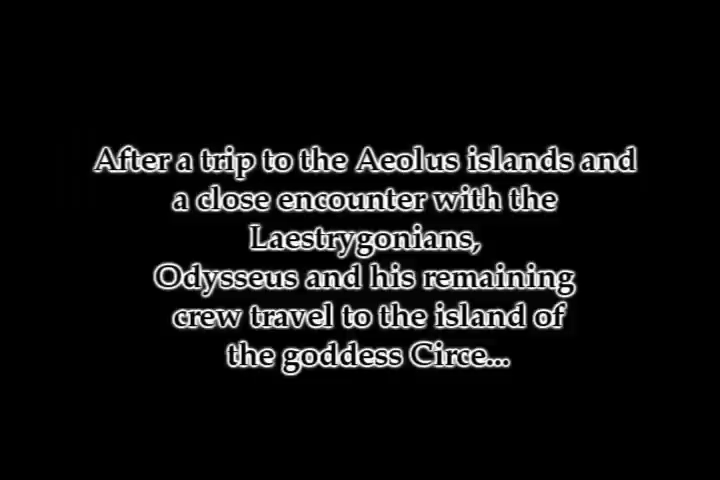 After a trip to the Aeolus islands and
a close encounter with the
Laestrygonians,
Odysseus and his remaining
crew travel to the island of
the goddess Circe...